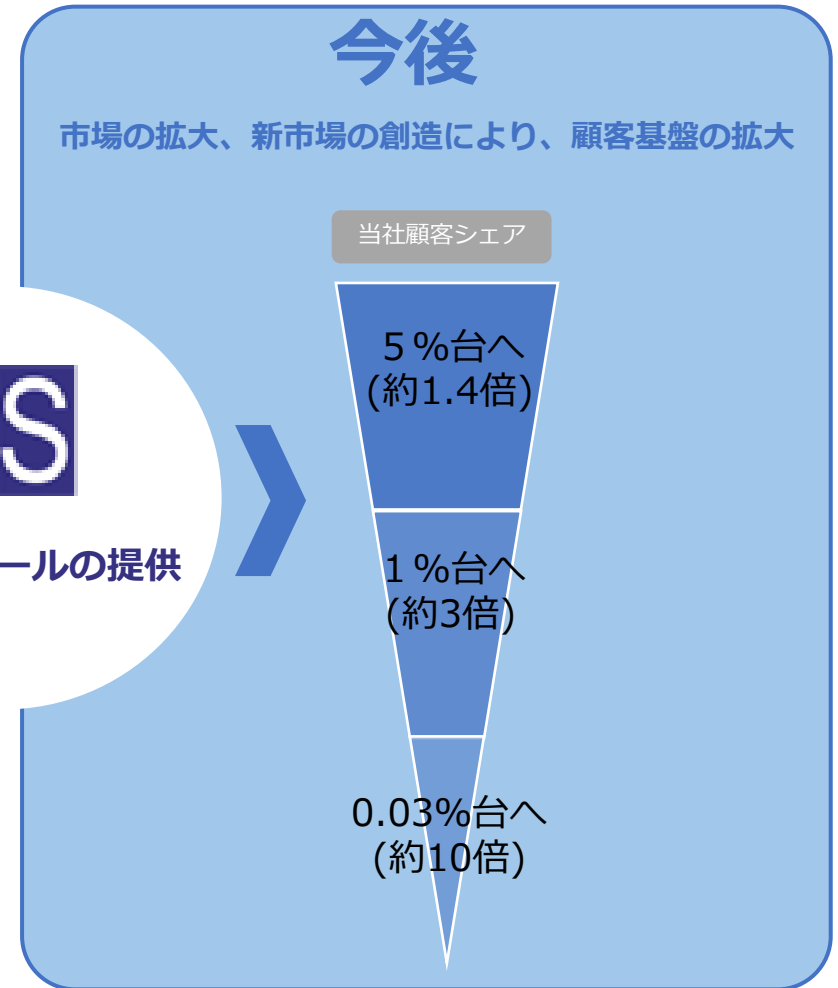 今後
市場の拡大、新市場の創造により、顧客基盤の拡大
当社顧客シェア
５%台へ
(約1.4倍)
S
ールの提供
１%台へ
(約3倍)
0.03%台へ
(約10倍)